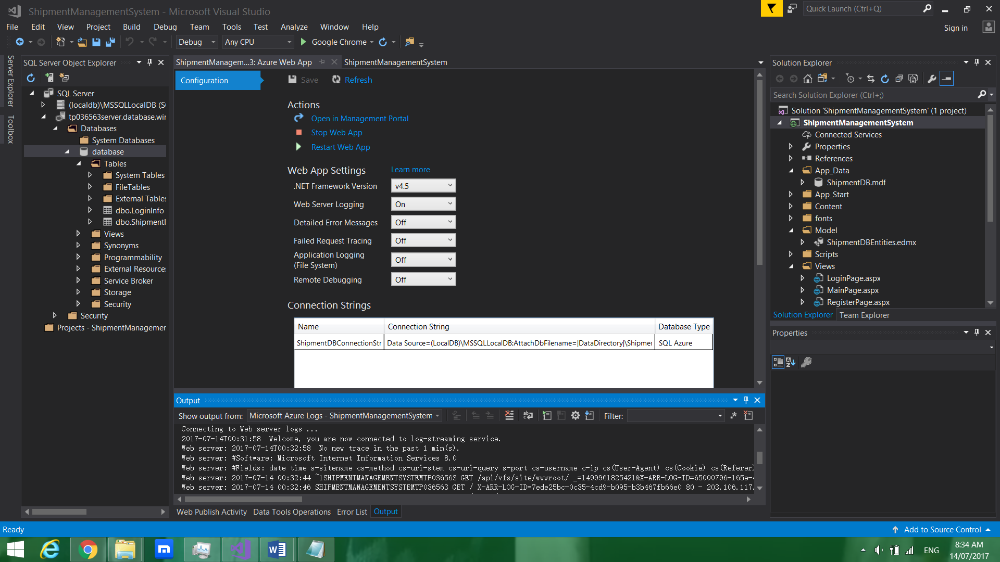 ShipmentManagementSystem - Microsoft Visual Studio
Quick Launch (Ctrl+Q)
File Edit View Project Build Debug Team Tools Test Analyze Window Help
Sign in
Debug Any CPU Google Chrome
Server Explorer
Toolbox
SQL Server Object Explorer
SQL Server
(localdb)\MSSQLLocalDB
tp036563server.database.wir
Databases
System Databases
database
Tables
System Tables
FileTables
External Tables
dbo.LoginInfo
dbo.ShipmentI
Views
Synonyms
Programmability
External Resources
Service Broker
Storage
Security
Security
Projects - ShipmentManagemer
ShipmentManagem...3: Azure Web App
ShipmentManagementSystem
Configuration
Save Refresh
Actions
Open in Management Portal
Stop Web App
Restart Web App
Web App Settings Learn more
.NET Framework Version v4.5
Web Server Logging On
Detailed Error Messages Off
Failed Request Tracing Off
Application Logging
(File System) Off
Remote Debugging Off
Connection Strings
Name Connection String Database Type
ShipmentDBConnectionStr Data Source=(LocalDB)\MSSQLLocalDB;AttachDbFilename=|DataDirectory|\Shipmer SQL Azure
Output
Show output from: Microsoft Azure Logs - ShipmentManagementSystem Filter:
Connecting to Web server logs ...
2017-07-14T00:31:58 Welcome, you are now connected to log-streaming service.
Web server: 2017-07-14T00:32:58 No new trace in the past 1 min(s).
Web server: #Software: Microsoft Internet Information Services 8.0
Web server: #Fields: date time s-sitename cs-method cs-uri-stem cs-uri-query s-port cs-username c-ip cs(User-Agent) cs(Cookie) cs(Referer)
Web server: 2017-07-14 00:32:44 ~1SHIPMENTMANAGEMENTSYSTEMTP036563 GET /api/vfs/site/wwwroot/ _=1499961825421&X-ARR-LOG-ID=65000796-165e-
Web server: 2017-07-14 00:32:46 SHIPMENTMANAGEMENTSYSTEMTP036563 GET / X-ARR-LOG-ID=7ede25bc-0c35-4cd9-b095-b3b467fb66e0 80 - 203.106.117.
Web Publish Activity Data Tools Operations Error List Output
Solution Explorer
Search Solution Explorer (Ctrl+;)
Solution 'ShipmentManagementSystem' (1 project)
ShipmentManagementSystem
Connected Services
Properties
References
App_Data
ShipmentDB.mdf
App_Start
Content
fonts
Model
ShipmentDBEntities.edmx
Scripts
Views
LoginPage.aspx
MainPage.aspx
RegisterPage.aspx
Solution Explorer Team Explorer
Properties
Ready
Add to Source Control
ENG
8:34 AM
14/07/2017